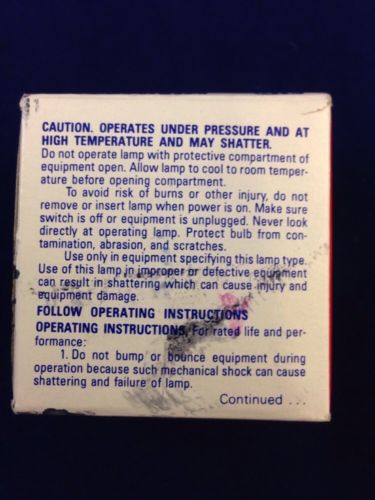 CAUTION. OPERATES UNDER PRESSURE AND AT
HIGH TEMPERATURE AND MAY SHATTER.
Do not operate lamp with protective compartment of
equipment open. Allow lamp to cool to room temper-
ature before opening compartment.
To avoid risk of burns or other injury, do not
remove or insert lamp when power is on. Make sure
switch is off or equipment is unplugged. Never look
directly at operating lamp. Protect bulb from con-
tamination, abrasion, and scratches.
Use only in equipment specifying this lamp type.
Use of this lamp in improper or defective equipment
can result in shattering which can cause injury and
equipment damage.
FOLLOW OPERATING INSTRUCTIONS
OPERATING INSTRUCTIONS. For rated life and per-
formance:
1. Do not bump or bounce equipment during
operation because such mechanical shock can cause
shattering and failure of lamp.
Continued ...